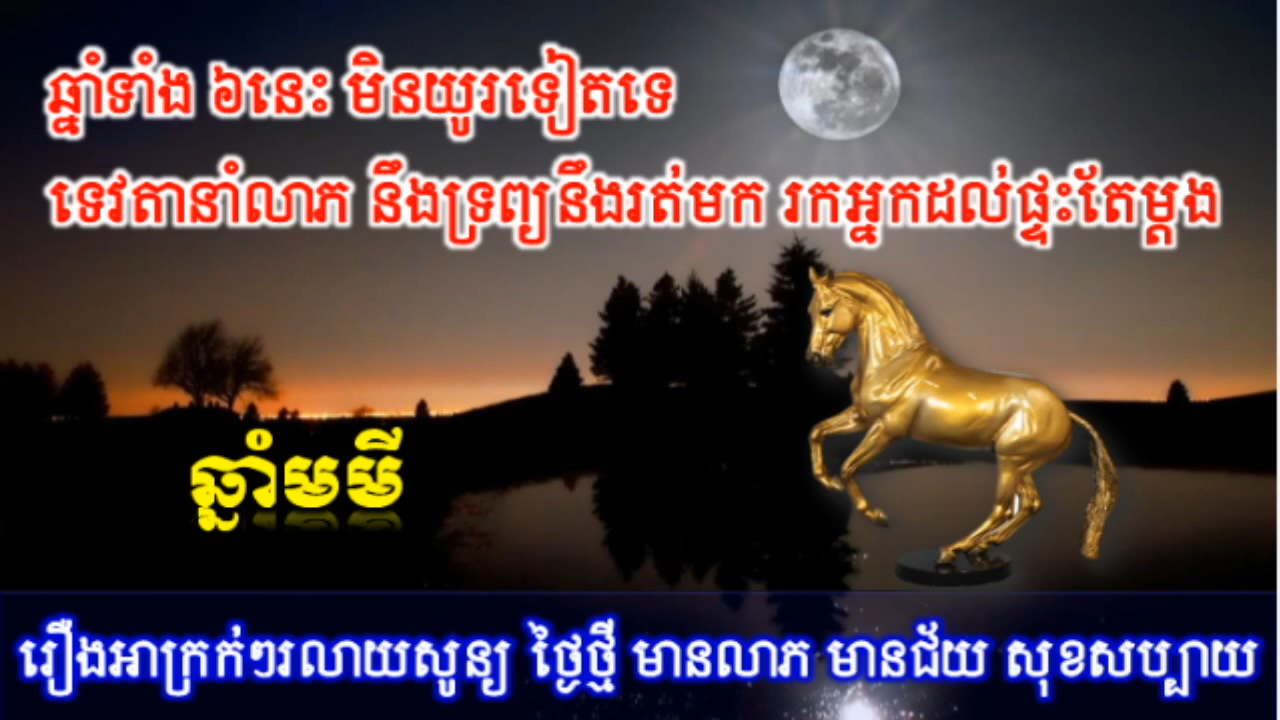 ឆ្នាំទាំង ៦នេះ មិនយូរទៀតទេ
ទេវតានាំលាភ នឹងទ្រព្យនឹងរត់មក រកអ្នកដល់ផ្ទះតែម្តង
ឆ្នាំមមី
រឿងអាក្រក់ៗរលាយសូន្យ ថ្ងៃថ្មី មានលាភ មានជ័យ សុខសប្បាយ